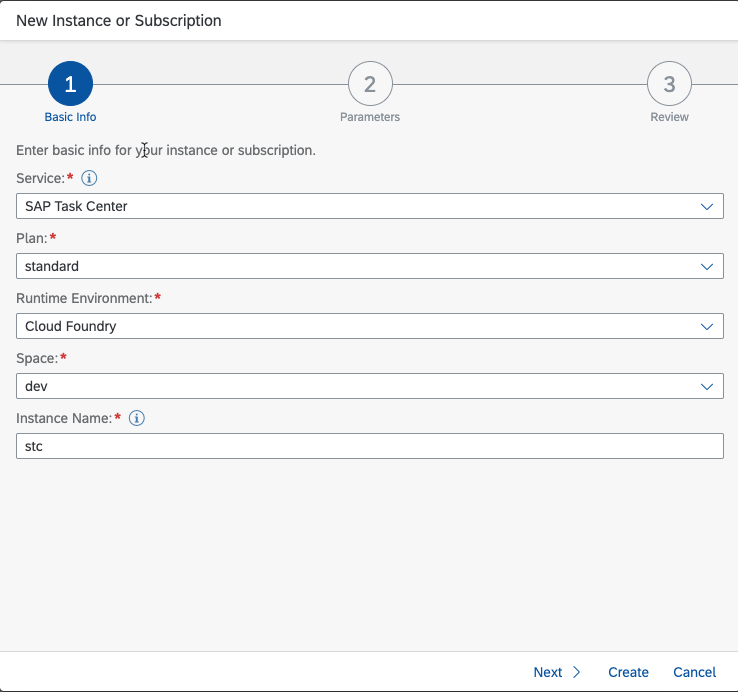 New Instance or Subscription
1
2
3
Basic Info
Parameters
Review
Enter basic info for your instance or subscription.
Service:*
SAP Task Center
Plan:*
standard
Runtime Environment:*
Cloud Foundry
Space:*
dev
Instance Name:*
stc
Next
Create
Cancel